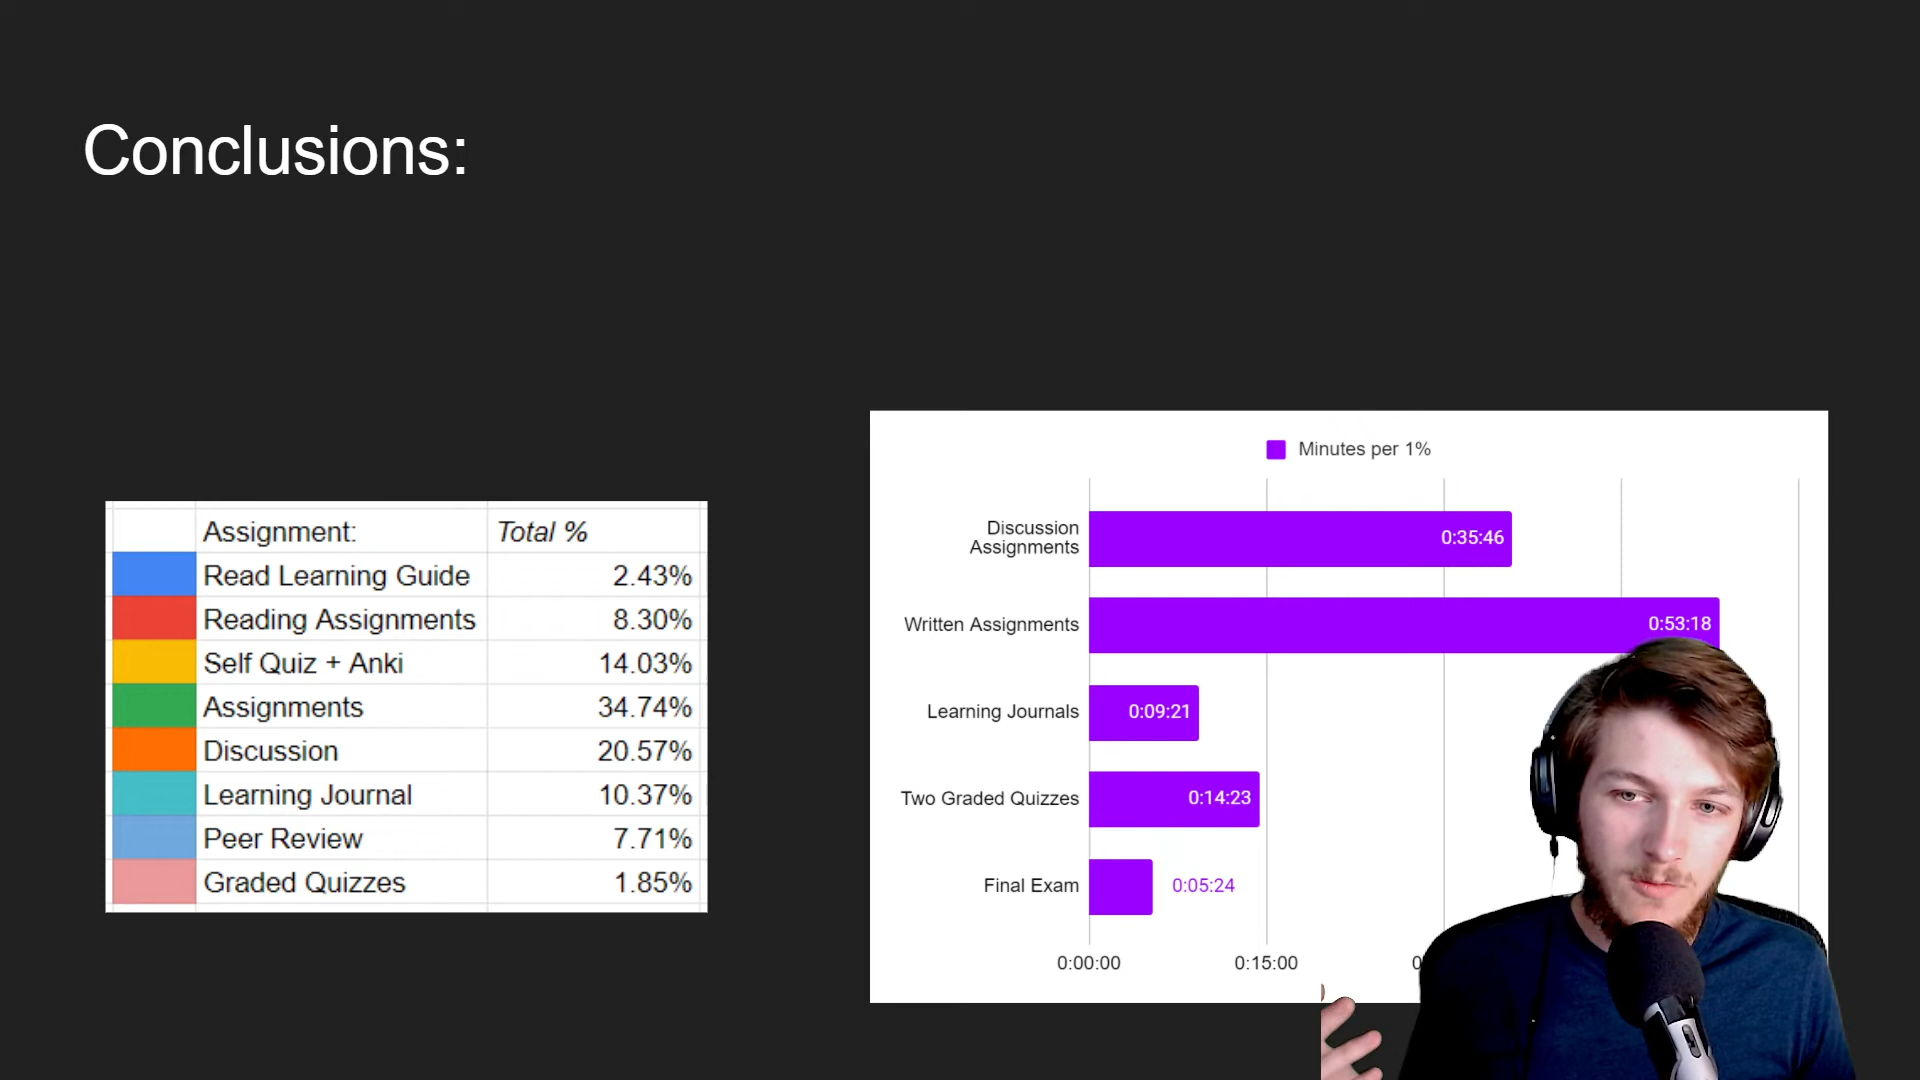 Conclusions:
Assignment: Total %
Read Learning Guide 2.43%
Reading Assignments 8.30%
Self Quiz + Anki 14.03%
Assignments 34.74%
Discussion 20.57%
Learning Journal 10.37%
Peer Review 7.71%
Graded Quizzes 1.85%
Minutes per 1%
Discussion
Assignments
0:35:46
Written Assignments 0:53:18
Learning Journals 0:09:21
Two Graded Quizzes 0:14:23
Final Exam 0:05:24
0:00:00 0:15:00